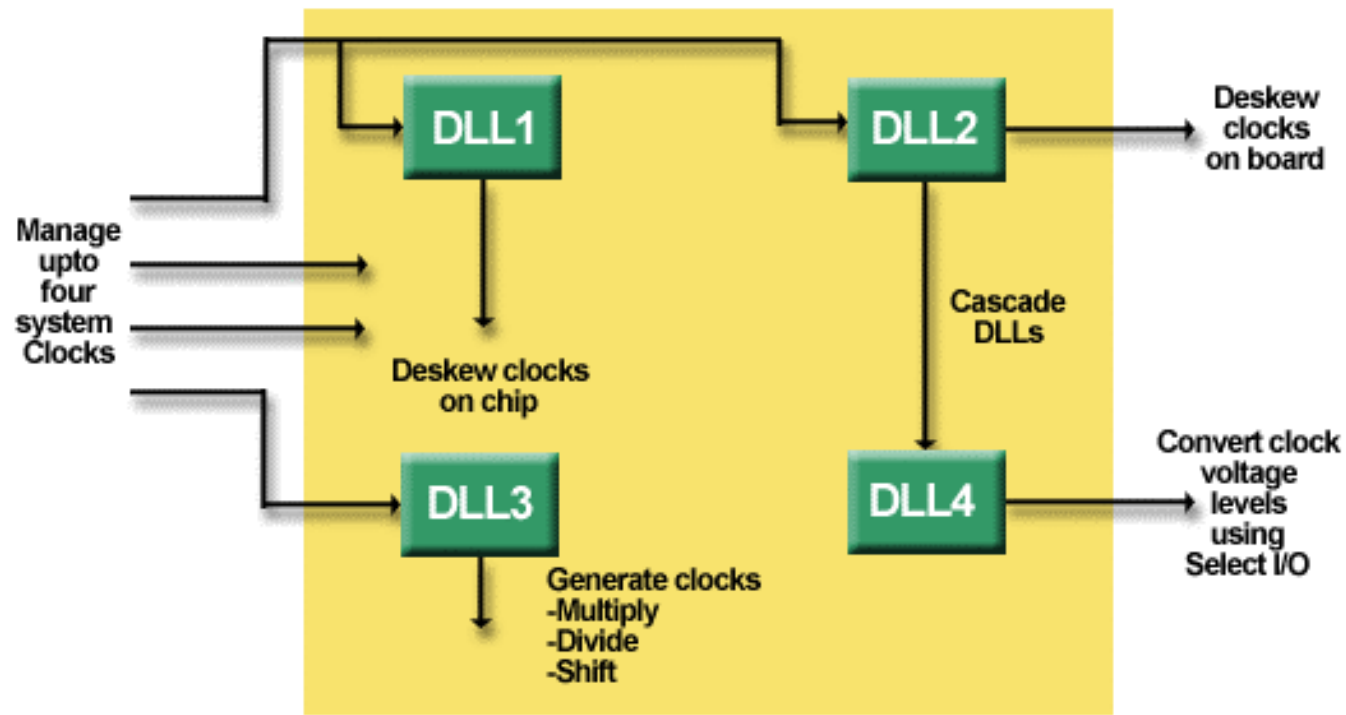 DLL1
DLL2
Deskew
clocks
on board
Manage
upto
four
system
Clocks
Cascade
DLLs
Deskew clocks
on chip
DLL3
DLL4
Convert clock
voltage
levels
using
Select I/O
Generate clocks
-Multiply
-Divide
-Shift